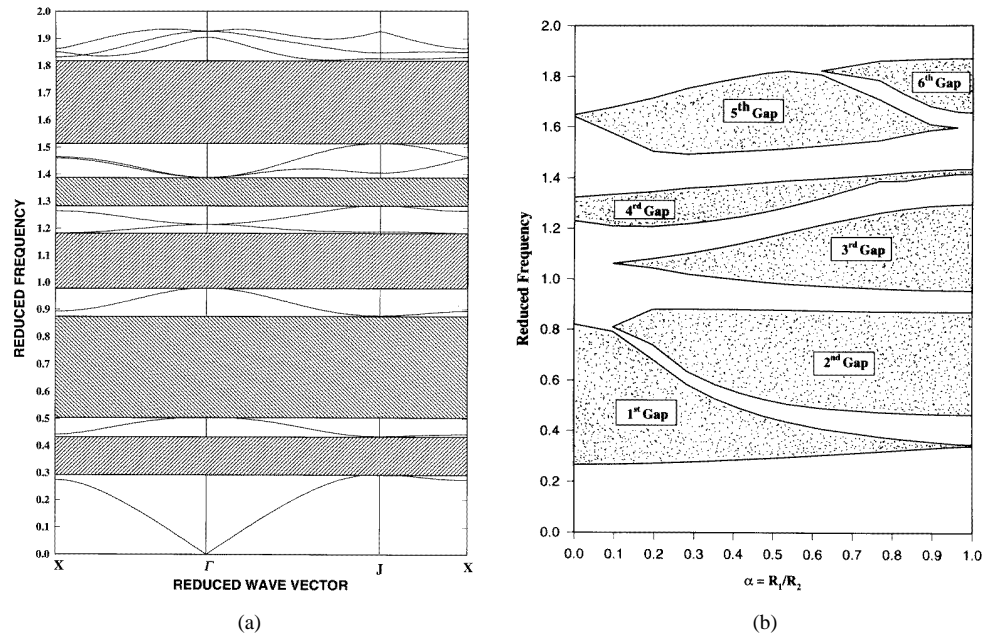 REDUCED FREQUENCY
2.0
1.9
1.8
1.7
1.6
1.5
1.4
1.3
1.2
1.1
1.0
0.9
0.8
0.7
0.6
0.5
0.4
0.3
0.2
0.1
0.0
X Γ J X
REDUCED WAVE VECTOR
(a)
Reduced Frequency
2.0
1.8
1.6
1.4
1.2
1.0
0.8
0.6
0.4
0.2
0.0
6th Gap
5th Gap
4rd Gap
3rd Gap
2nd Gap
1st Gap
0.0 0.1 0.2 0.3 0.4 0.5 0.6 0.7 0.8 0.9 1.0
α = R1/R2
(b)